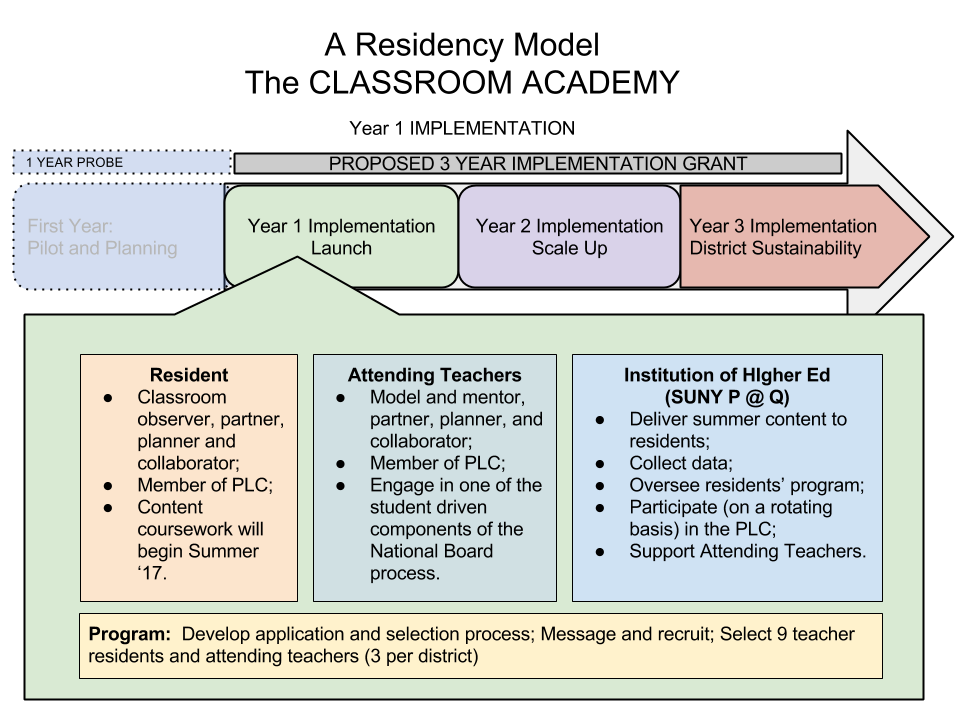 A Residency Model
The CLASSROOM ACADEMY
Year 1 IMPLEMENTATION
1 YEAR PROBE
PROPOSED 3 YEAR IMPLEMENTATION GRANT
First Year:
Pilot and Planning
Year 1 Implementation
Launch
Year 2 Implementation
Scale Up
Year 3 Implementation
District Sustainability
Resident
● Classroom
observer, partner,
planner and
collaborator;
● Member of PLC;
● Content
coursework will
begin Summer
‘17.
Attending Teachers
● Model and mentor,
partner, planner, and
collaborator;
● Member of PLC;
● Engage in one of the
student driven
components of the
National Board
process.
Institution of HIgher Ed
(SUNY P @ Q)
● Deliver summer content to
residents;
● Collect data;
● Oversee residents’ program;
● Participate (on a rotating
basis) in the PLC;
● Support Attending Teachers.
Program: Develop application and selection process; Message and recruit; Select 9 teacher
residents and attending teachers (3 per district)